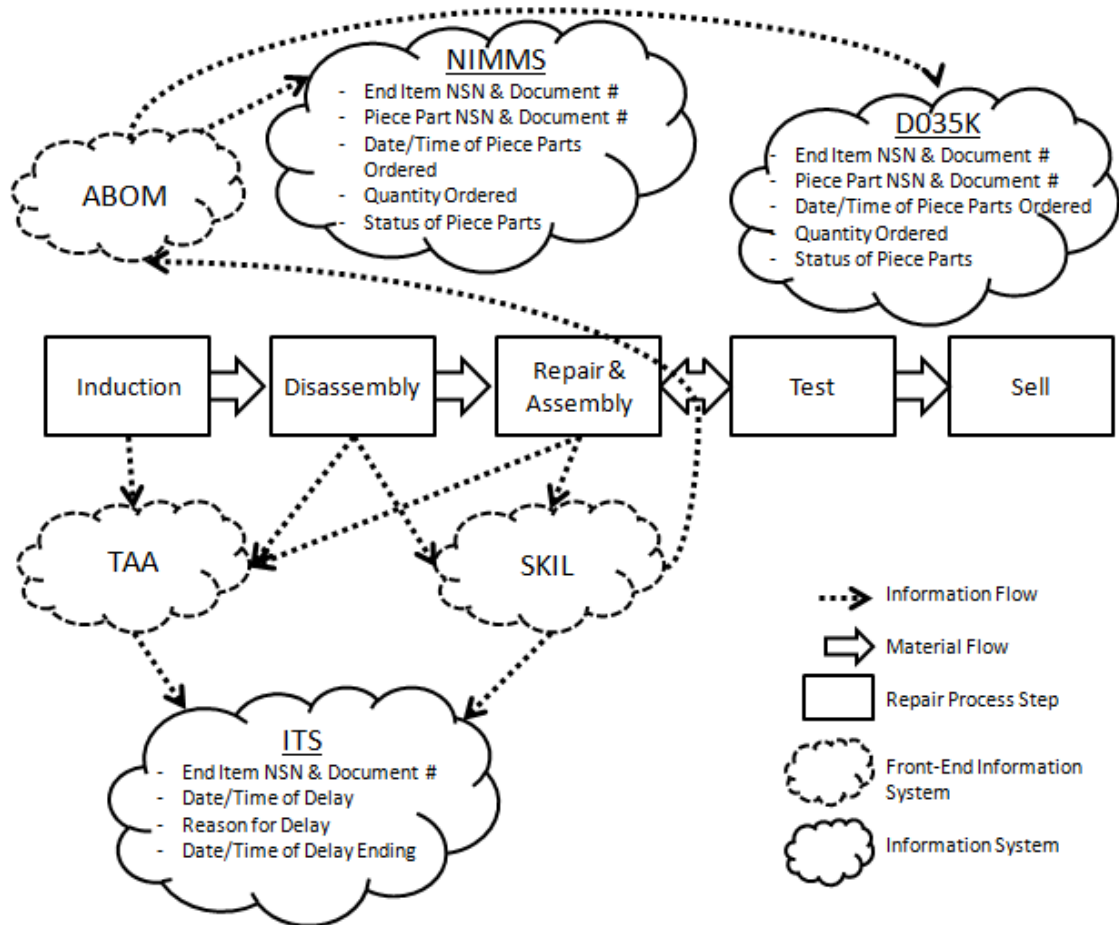 NIMMS
- End Item NSN & Document #
- Piece Part NSN & Document #
- Date/Time of Piece Parts
Ordered
- Quantity Ordered
- Status of Piece Parts
D035K
- End Item NSN & Document #
- Piece Part NSN & Document #
- Date/Time of Piece Parts Ordered
- Quantity Ordered
- Status of Piece Parts
ABOM
Induction
Disassembly
Repair &
Assembly
Test
Sell
TAA
SKIL
ITS
- End Item NSN & Document #
- Date/Time of Delay
- Reason for Delay
- Date/Time of Delay Ending
Information Flow
Material Flow
Repair Process Step
Front-End Information
System
Information System